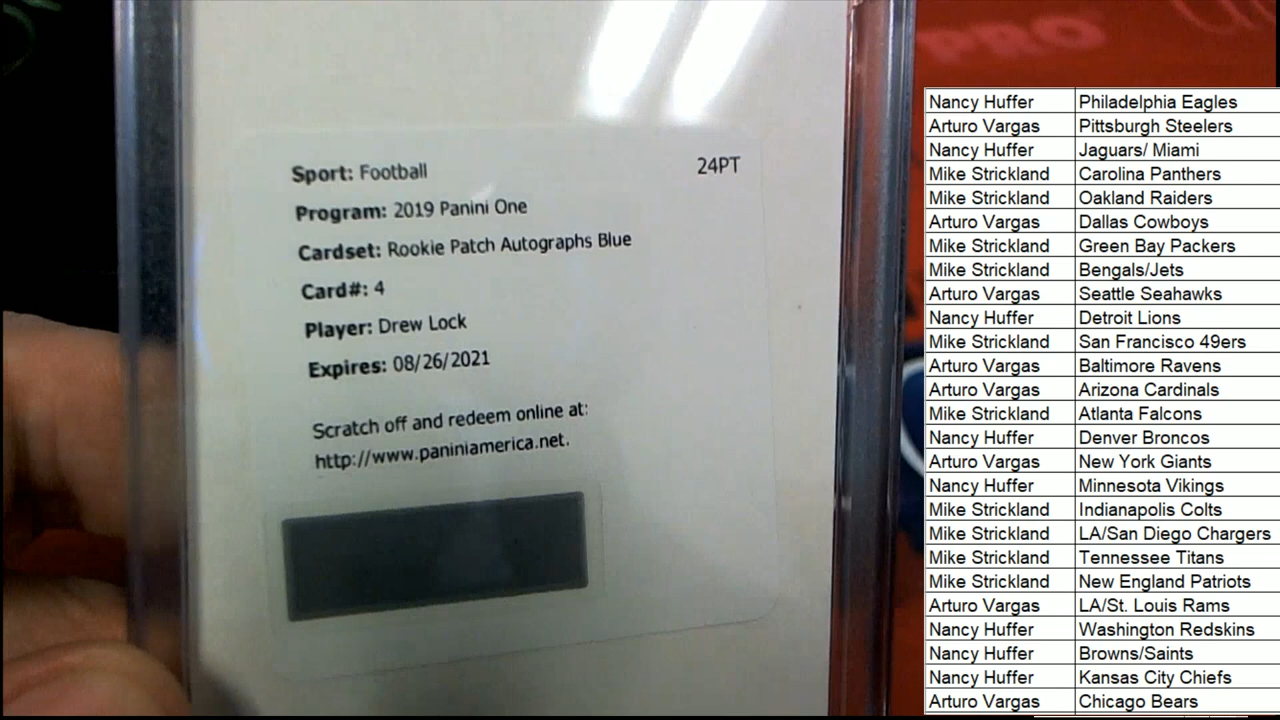 PRO
Sport: Football
24PT
Program: 2019 Panini One
Cardset: Rookie Patch Autographs Blue
Card#: 4
Player: Drew Lock
Expires: 08/26/2021
Scratch off and redeem online at:
http://www.paniniamerica.net.
Nancy Huffer Philadelphia Eagles
Arturo Vargas Pittsburgh Steelers
Nancy Huffer Jaguars/ Miami
Mike Strickland Carolina Panthers
Mike Strickland Oakland Raiders
Arturo Vargas Dallas Cowboys
Mike Strickland Green Bay Packers
Mike Strickland Bengals/Jets
Arturo Vargas Seattle Seahawks
Nancy Huffer Detroit Lions
Mike Strickland San Francisco 49ers
Arturo Vargas Baltimore Ravens
Arturo Vargas Arizona Cardinals
Mike Strickland Atlanta Falcons
Nancy Huffer Denver Broncos
Arturo Vargas New York Giants
Nancy Huffer Minnesota Vikings
Mike Strickland Indianapolis Colts
Mike Strickland LA/San Diego Chargers
Mike Strickland Tennessee Titans
Mike Strickland New England Patriots
Arturo Vargas LA/St. Louis Rams
Nancy Huffer Washington Redskins
Nancy Huffer Browns/Saints
Nancy Huffer Kansas City Chiefs
Arturo Vargas Chicago Bears